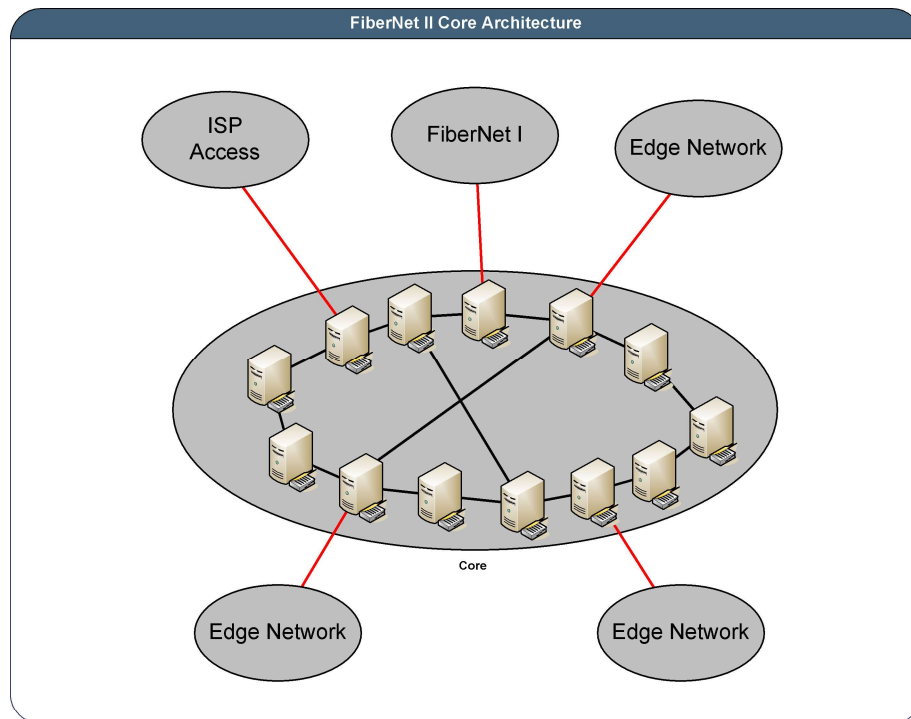 FiberNet II Core Architecture
ISP
Access
FiberNet I
Edge Network
Core
Edge Network
Edge Network